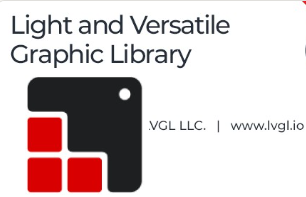 Light and Versatile
Graphic Library
.VGL LLC. | www.lvgl.io